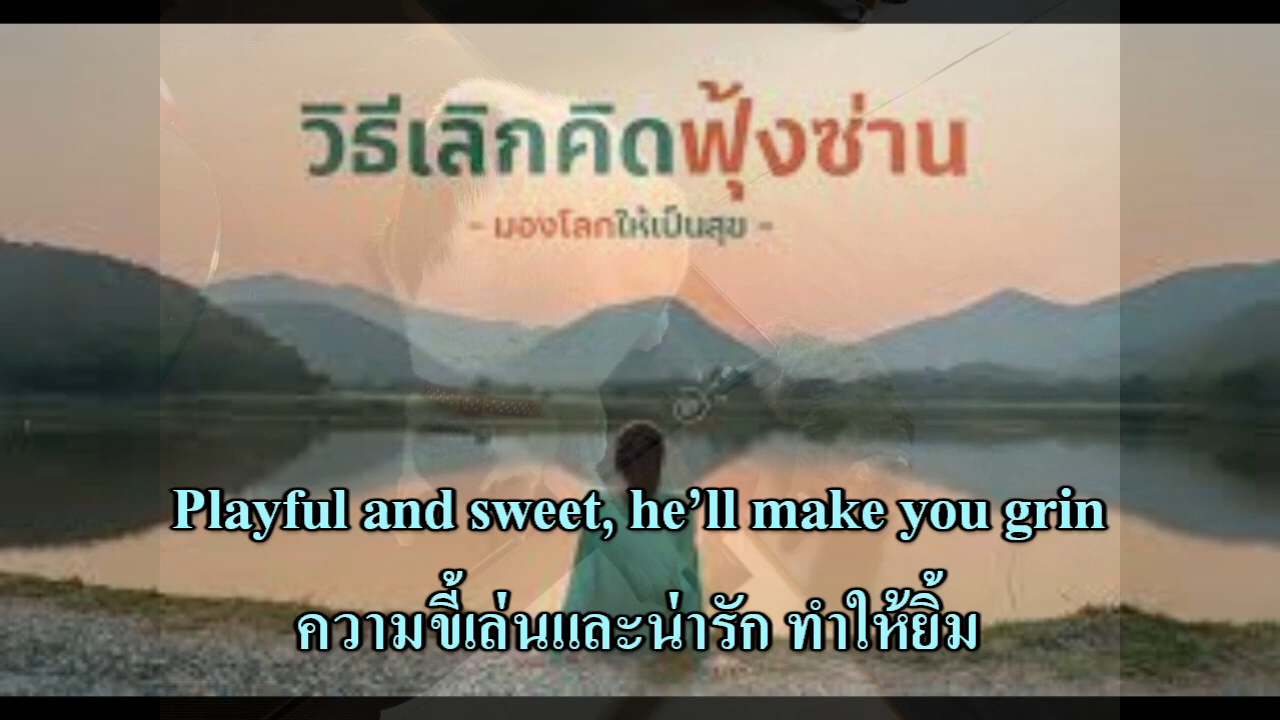 วิธีเลิกคิดฟุ้งซ่าน
- มองโลกให้เป็นสุข -
Playful and sweet, he’ll make you grin
ความขี้เล่นและน่ารัก ทำให้ยิ้ม